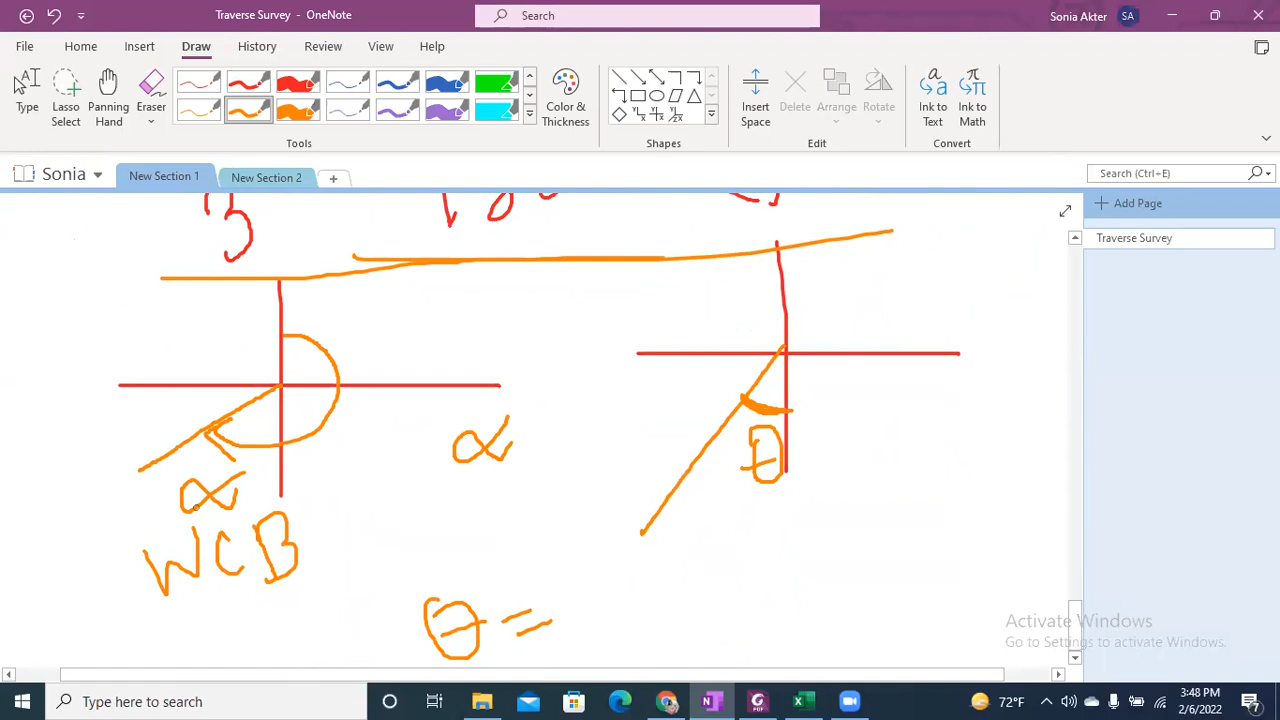 Traverse Survey - OneNote
Search
Sonia Akter SA
File Home Insert Draw History Review View Help
Type
Lasso Select
Panning Hand
Eraser
Color & Thickness
Insert Space
Delete
Arrange
Rotate
Ink to Text
Ink to Math
Tools
Shapes
Edit
Convert
Sonia
New Section 1
New Section 2
Search (Ctrl+E)
Add Page
Traverse Survey
α
θ
α
WCB
θ =
Activate Windows
Go to Settings to activate Windows.
Type here to search
72°F
3:48 PM
2/6/2022